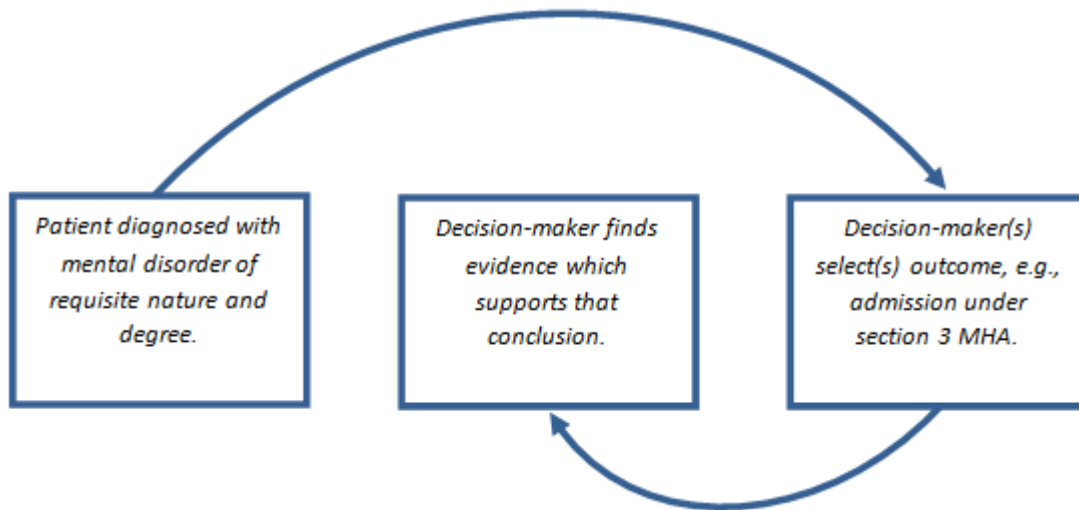 Patient diagnosed with
mental disorder of
requisite nature and
degree.
Decision-maker finds
evidence which
supports that
conclusion.
Decision-maker(s)
select(s) outcome, e.g.,
admission under
section 3 MHA.